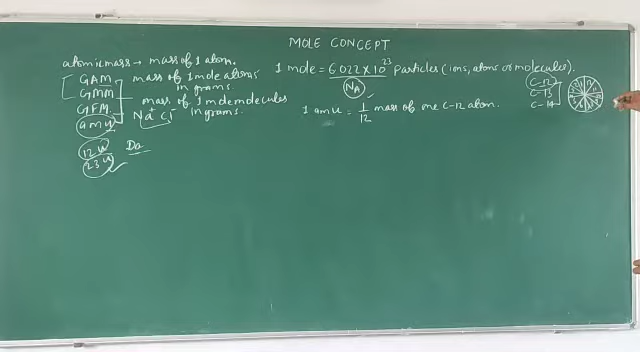 MOLE CONCEPT
atomicmass → mass of 1 atom.
GAM mass of 1 mole atoms in grams.
GMM mass of 1 mole molecules in grams.
GFM Na⁺ Cl⁻
amu
12 u
23 u
Da
1 mole = 6.022 × 10²³ particles (ions, atoms or molecules).
NA
1 amu = 1/12 mass of one C-12 atom.
C-12
C-13
C-14